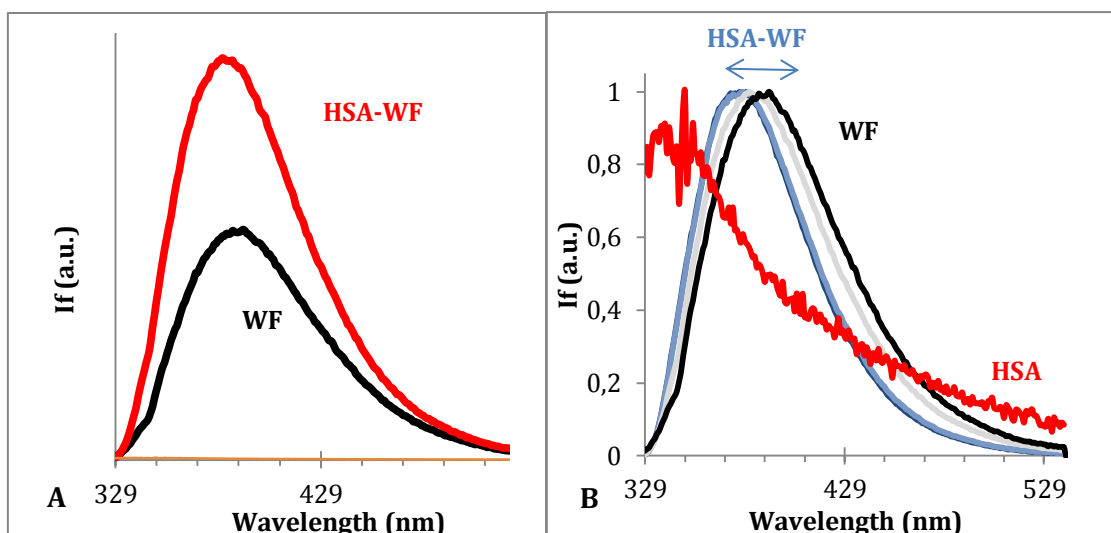 HSA-WF
WF
If (a.u.)
A
329
429
Wavelength (nm)
HSA-WF
WF
HSA
If (a.u.)
1
0,8
0,6
0,4
0,2
0
B
329
429
529
Wavelength (nm)